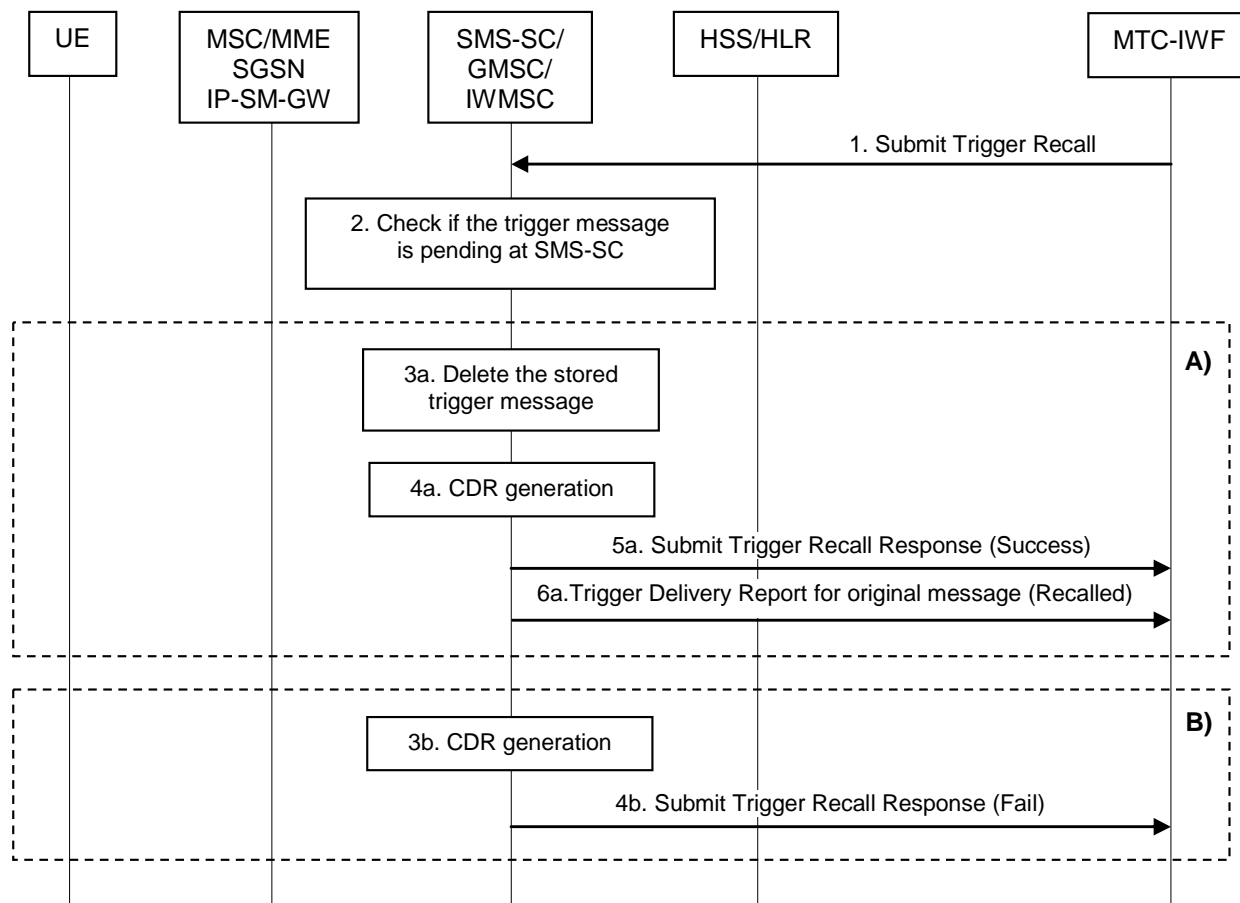 UE
MSC/MME
SGSN
IP-SM-GW
SMS-SC/
GMSC/
IWMSC
HSS/HLR
MTC-IWF
1. Submit Trigger Recall
2. Check if the trigger message
is pending at SMS-SC
A)
3a. Delete the stored
trigger message
4a. CDR generation
5a. Submit Trigger Recall Response (Success)
6a.Trigger Delivery Report for original message (Recalled)
B)
3b. CDR generation
4b. Submit Trigger Recall Response (Fail)